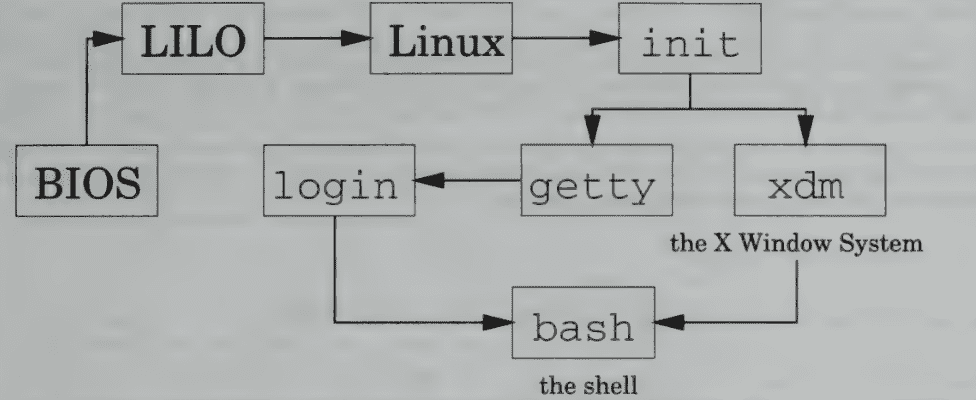 LILO
Linux
init
BIOS
login
getty
xdm
the X Window System
bash
the shell